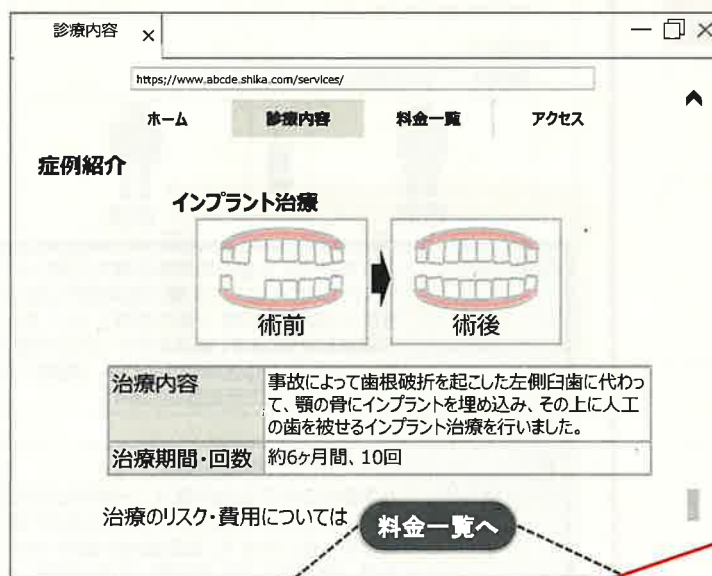 診療内容
https://www.abcde.shika.com/services/
ホーム 診療内容 料金一覧 アクセス
症例紹介
インプラント治療
術前 術後
治療内容 事故によって歯根破折を起こした左側臼歯に代わっ
て、顎の骨にインプラントを埋め込み、その上に人工
の歯を被せるインプラント治療を行いました。
治療期間・回数 約6ヶ月間、10回
治療のリスク・費用については 料金一覧へ